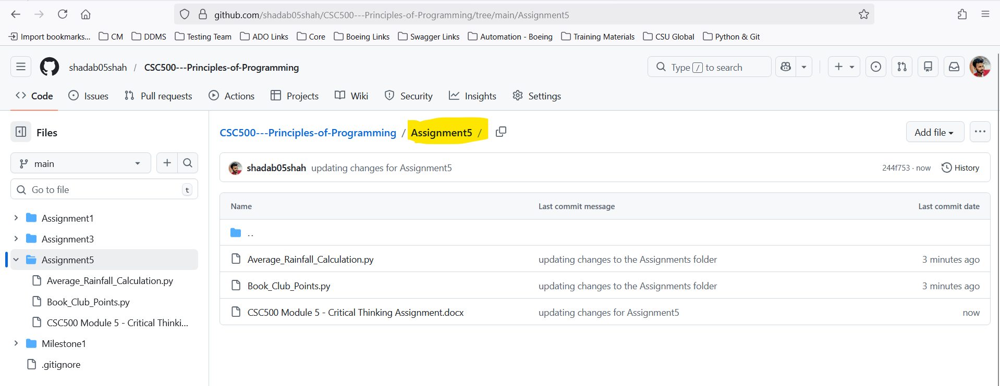 github.com/shadab05shah/CSC500---Principles-of-Programming/tree/main/Assignment5
Import bookmarks... CM DDMS Testing Team ADO Links Core Boeing Links Swagger Links Automation - Boeing Training Materials CSU Global Python & Git
shadab05shah / CSC500---Principles-of-Programming Type / to search
Code Issues Pull requests Actions Projects Wiki Security Insights Settings
Files
main
Go to file t
Assignment1
Assignment3
Assignment5
Average_Rainfall_Calculation.py
Book_Club_Points.py
CSC500 Module 5 - Critical Thinki...
Milestone1
.gitignore
CSC500---Principles-of-Programming / Assignment5 / Add file ...
shadab05shah updating changes for Assignment5 244f753 · now History
Name Last commit message Last commit date
..
Average_Rainfall_Calculation.py updating changes to the Assignments folder 3 minutes ago
Book_Club_Points.py updating changes to the Assignments folder 3 minutes ago
CSC500 Module 5 - Critical Thinking Assignment.docx updating changes for Assignment5 now